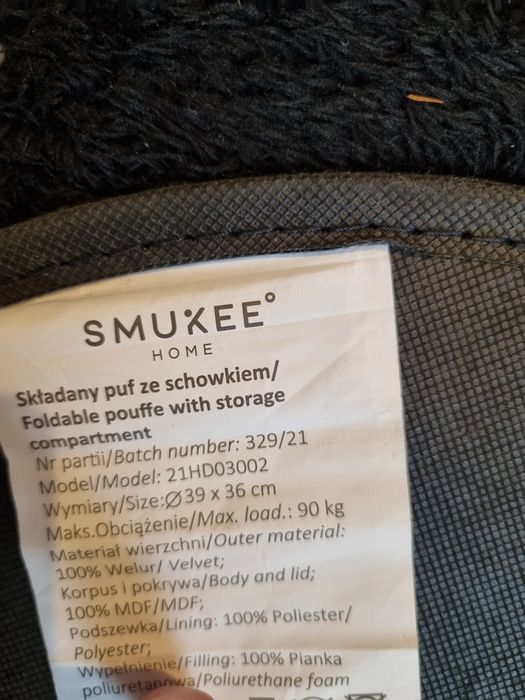 SMUKEE°
HOME
Składany puf ze schowkiem/
Foldable pouffe with storage
compartment
Nr partii/Batch number: 329/21
Model/Model: 21HD03002
Wymiary/Size:Ø39 x 36 cm
Maks.Obciążenie/Max. load.: 90 kg
Materiał wierzchni/Outer material:
100% Welur/ Velvet;
Korpus i pokrywa/Body and lid;
100% MDF/MDF;
Podszewka/Lining: 100% Poliester/
Polyester;
Wypełnienie/Filling: 100% Pianka
poliuretanowa/Poliurethane foam